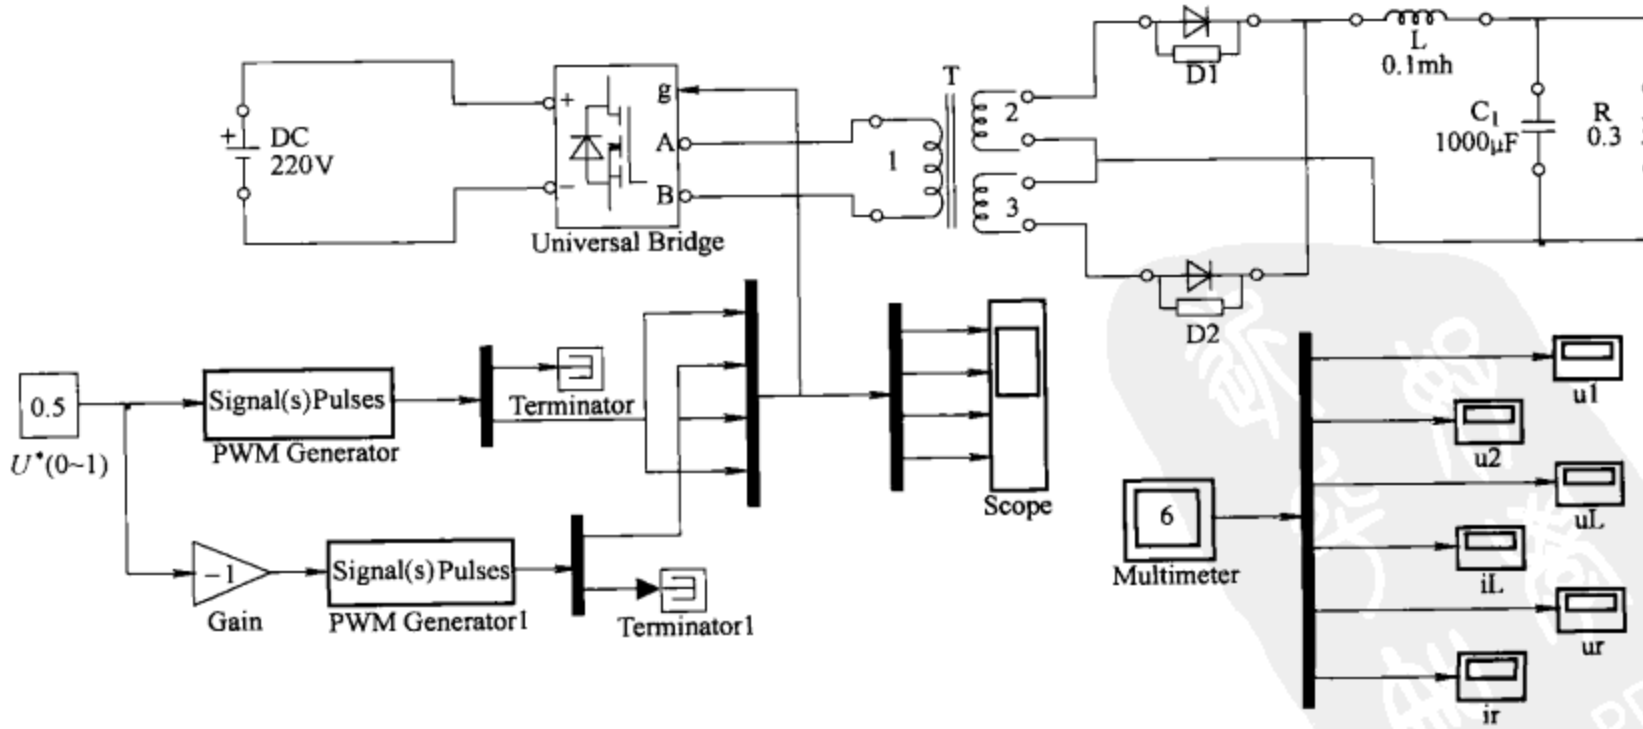 T
D1
L
0.1mh
+
DC
220V
+
−
g
A
B
Universal Bridge
1
2
3
C₁
1000μF
R
0.3
D2
0.5
U*(0~1)
Signal(s)Pulses
PWM Generator
Terminator
−1
Gain
Signal(s)Pulses
PWM Generator1
Terminator1
Scope
6
Multimeter
u1
u2
uL
iL
ur
ir